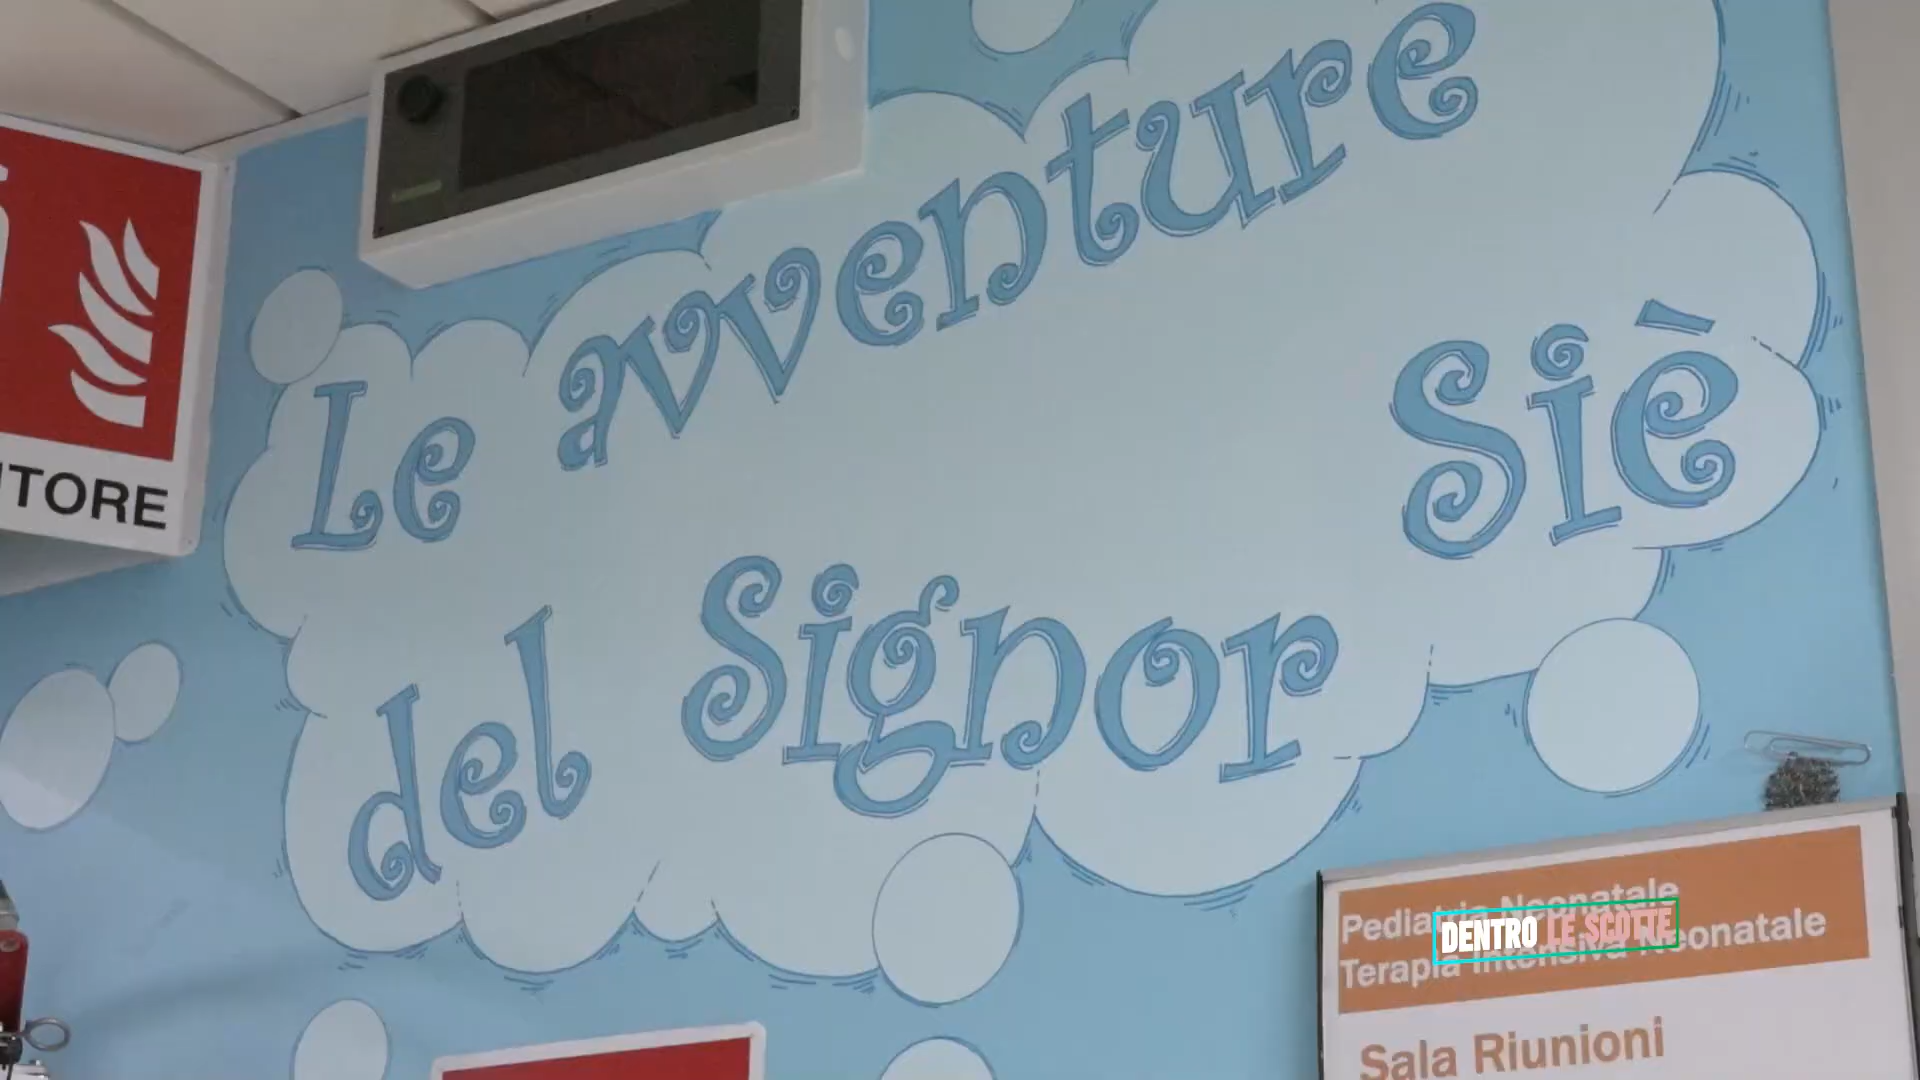 Le avventure
del Signor Siè
TORE
Pediatria Neonatale
Terapia Intensiva Neonatale
Sala Riunioni
DENTRO LE SCOTTE